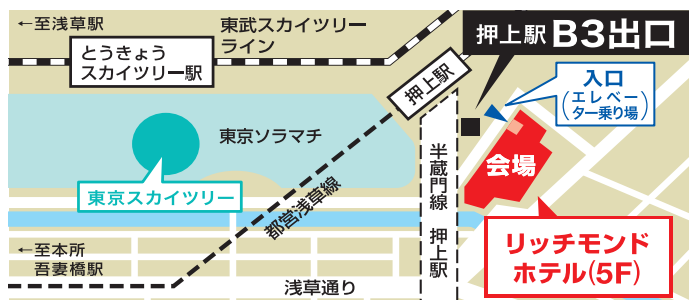 ←至浅草駅
東武スカイツリー
ライン
押上駅 B3出口
とうきょう
スカイツリー駅
押上駅
入口
(エレベー
ター乗り場)
東京ソラマチ
半蔵門線 押上駅
会場
東京スカイツリー
都営浅草線
リッチモンド
ホテル(5F)
←至本所
吾妻橋駅
浅草通り